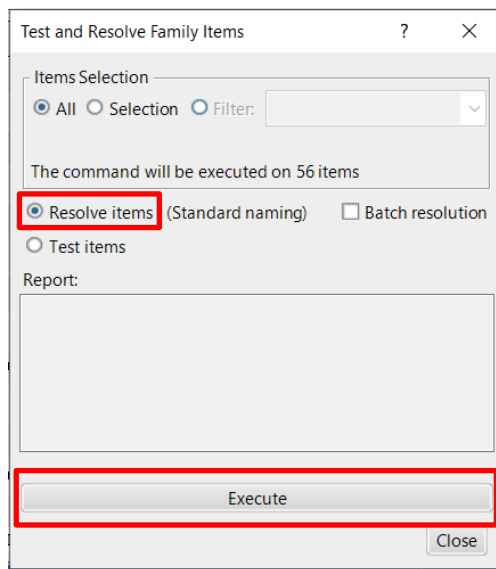 Test and Resolve Family Items ?
Items Selection
All Selection Filter:
The command will be executed on 56 items
Resolve items (Standard naming) Batch resolution
Test items
Report:
Execute
Close